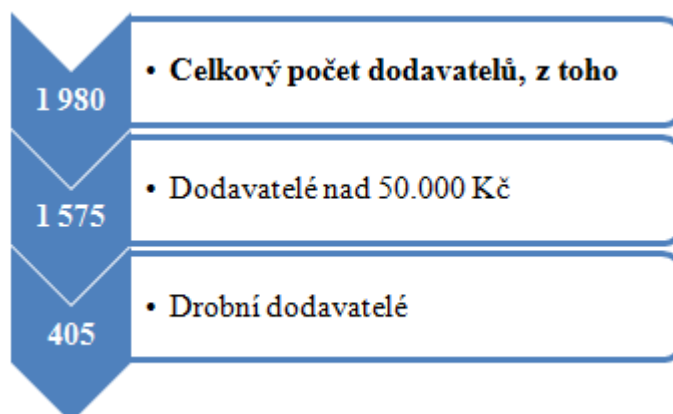 1 980
• Celkový počet dodavatelů, z toho
1 575
• Dodavatelé nad 50.000 Kč
405
• Drobní dodavatelé